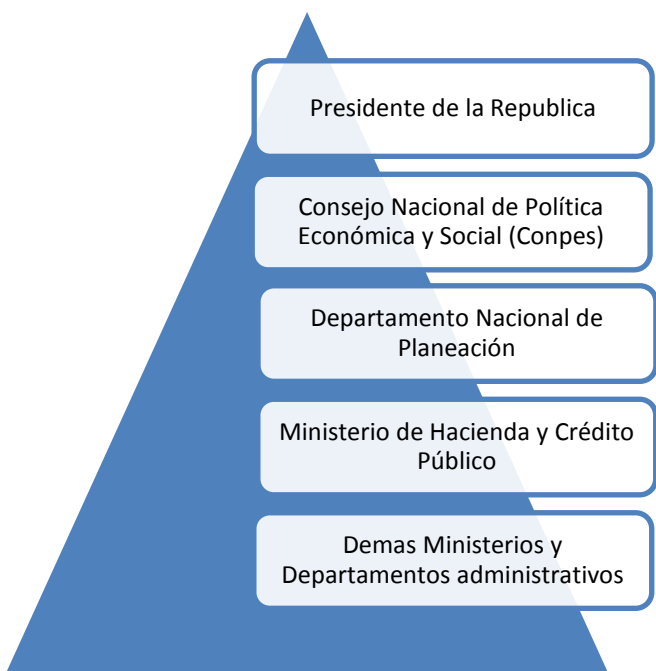 Presidente de la Republica
Consejo Nacional de Política
Económica y Social (Conpes)
Departamento Nacional de
Planeación
Ministerio de Hacienda y Crédito
Público
Demas Ministerios y
Departamentos administrativos